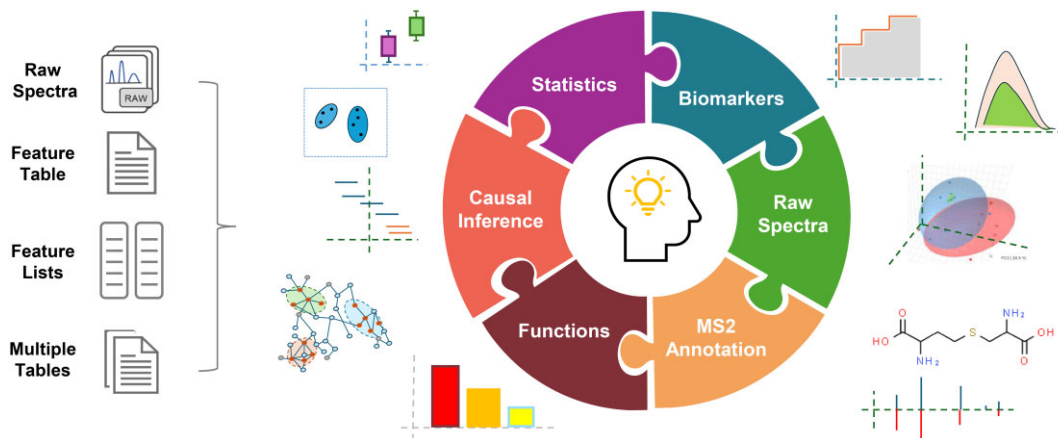 Raw
Spectra
RAW
Feature
Table
Feature
Lists
Multiple
Tables
Statistics
Biomarkers
Causal
Inference
Raw
Spectra
Functions
MS2
Annotation
O
NH₂
HO
S
OH
NH₂
O